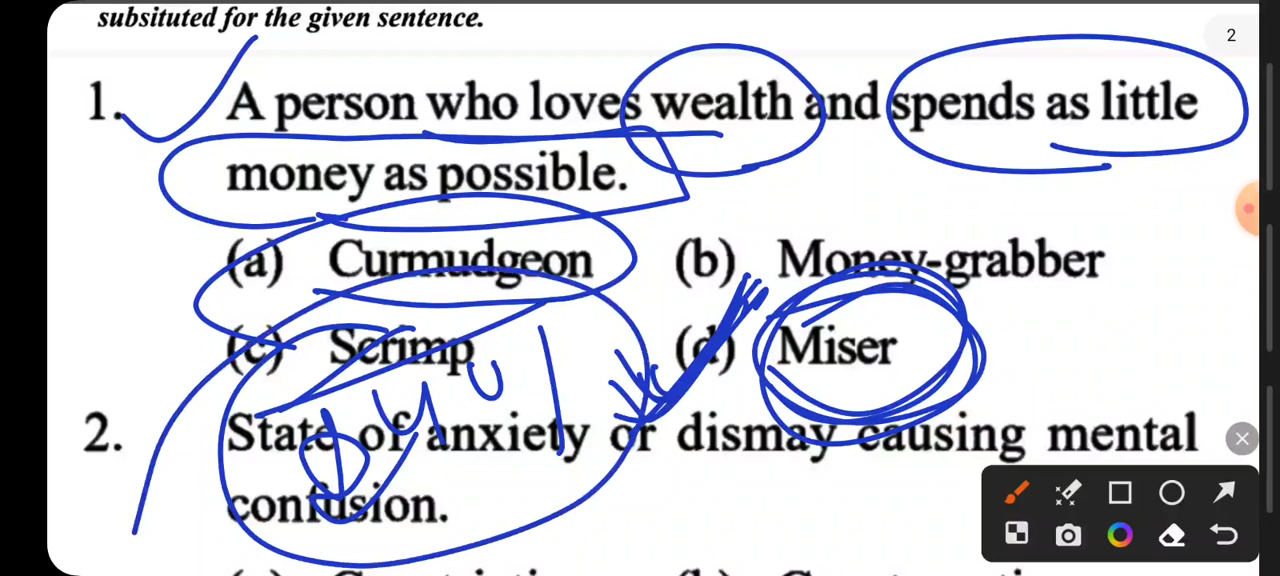 subsituted for the given sentence.
2
1. A person who loves wealth and spends as little
money as possible.
(a) Curmudgeon (b) Money-grabber
(c) Scrimp (d) Miser
2. State of anxiety or dismay causing mental
confusion.